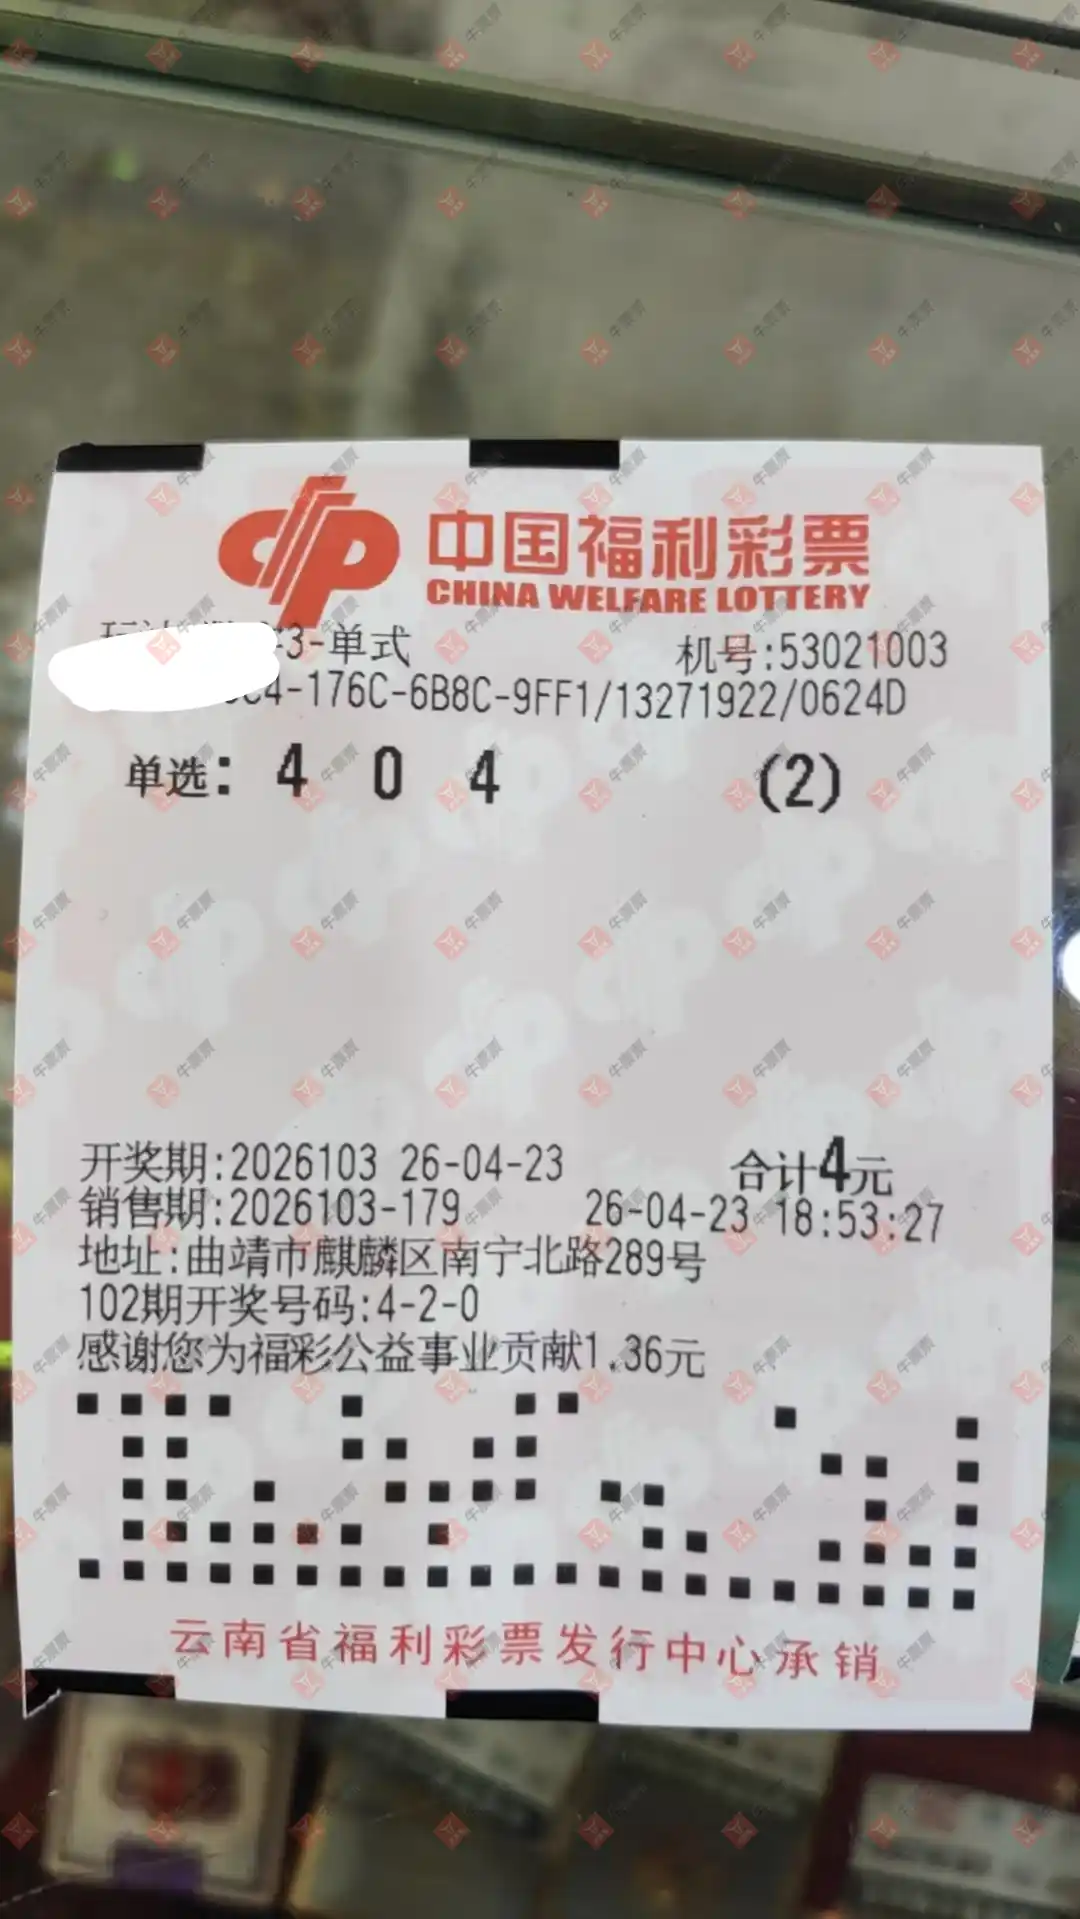 中国福利彩票
CHINA WELFARE LOTTERY
3-单式 机号:53021003
C4-176C-6B8C-9FF1/13271922/0624D
单选: 4 0 4 (2)
开奖期:2026103 26-04-23 合计4元
销售期:2026103-179 26-04-23 18:53:27
地址:曲靖市麒麟区南宁北路289号
102期开奖号码:4-2-0
感谢您为福彩公益事业贡献1.36元
云南省福利彩票发行中心承销
牛票票